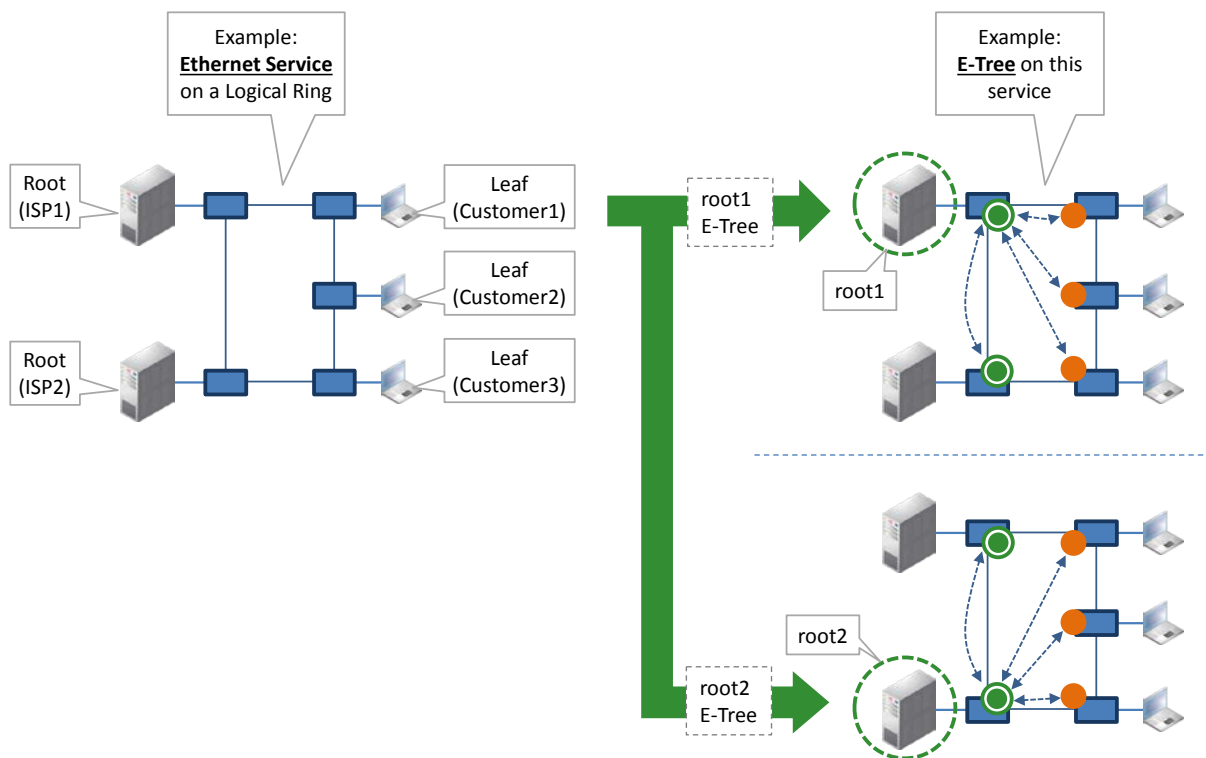 Example:
Ethernet Service
on a Logical Ring
Example:
E-Tree on this
service
Root
(ISP1)
Leaf
(Customer1)
root1
E-Tree
root1
Leaf
(Customer2)
Root
(ISP2)
Leaf
(Customer3)
root2
root2
E-Tree